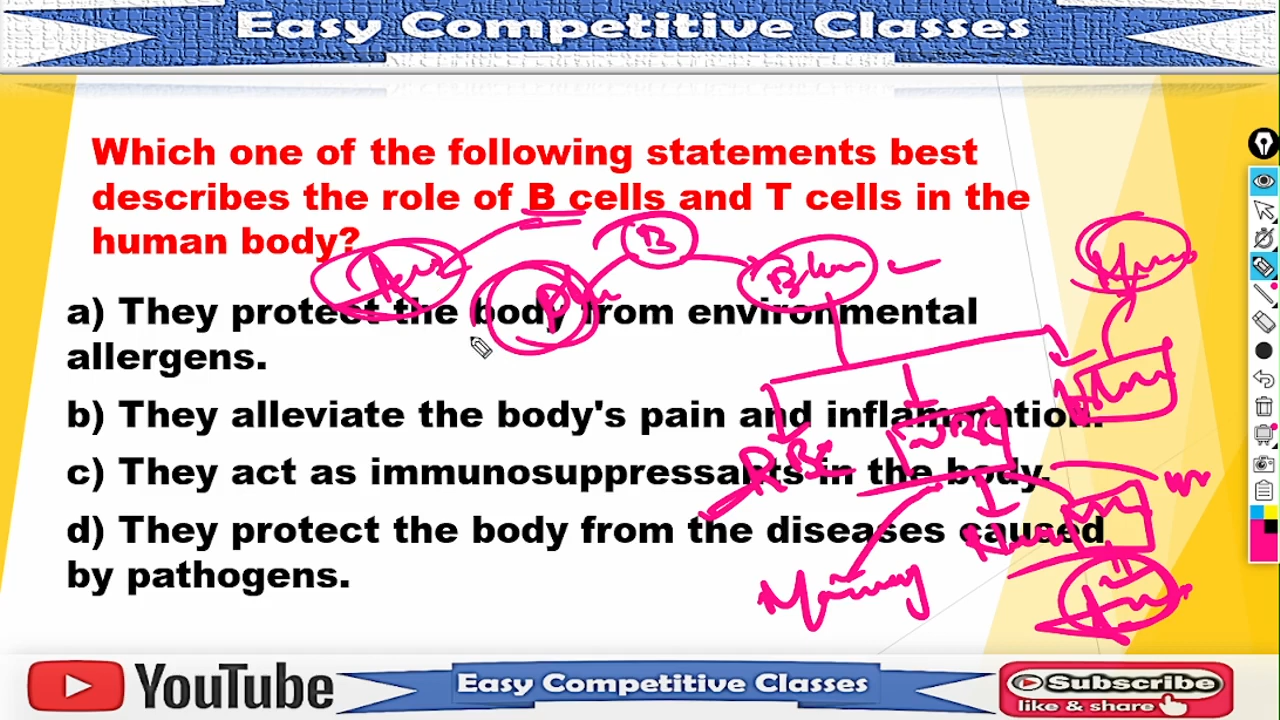 Easy Competitive Classes
Which one of the following statements best
describes the role of B cells and T cells in the
human body?
B
a) They protect the body from environmental
allergens.
b) They alleviate the body's pain and inflammation.
c) They act as immunosuppressants in the body.
d) They protect the body from the diseases caused
by pathogens.
YouTube
Easy Competitive Classes
Subscribe
like & share